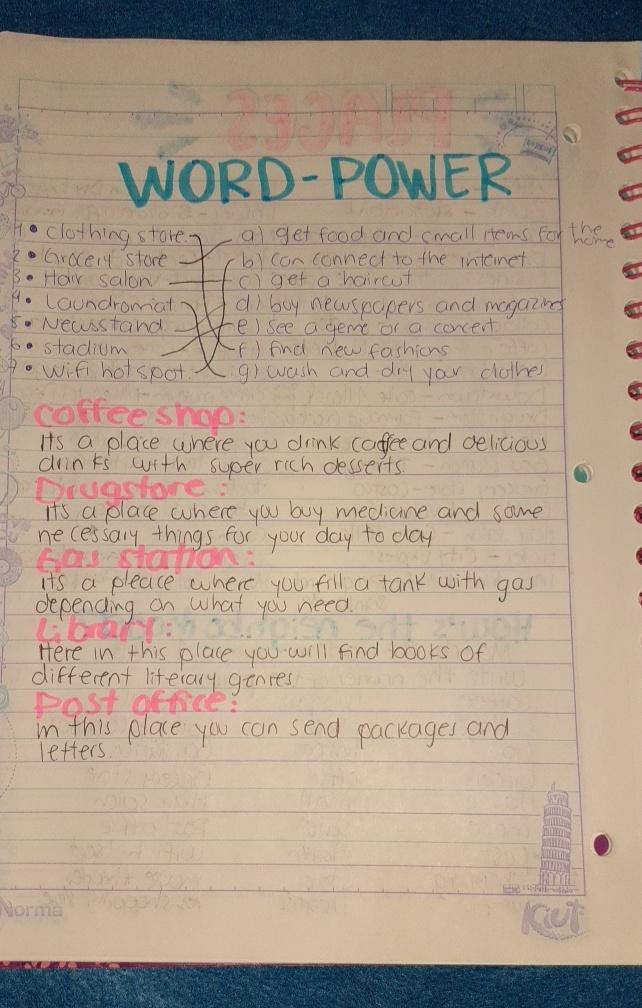 WORD-POWER
1• Clothing store. a) get food and small items for the home
2• Grocery store b) can connect to the internet
3• Hair salon c) get a haircut
4• Laundromat d) buy newspapers and magazines
5• Newsstand e) see a geme or a concert
6• stadium f) find new fashions
7• wifi hotspot. g) wash and dry your clothes
Coffee shop:
Its a place where you drink coffee and delicious
drinks with super rich desserts.
Drugstore:
Its a place where you buy medicine and some
necessary things for your day to day
Gas station:
its a pleace where you fill a tank with gas
depending on what you need.
Library:
Here in this place you will find books of
different literary genres
Post office:
in this place you can send packages and
letters.
Norma
Kiut